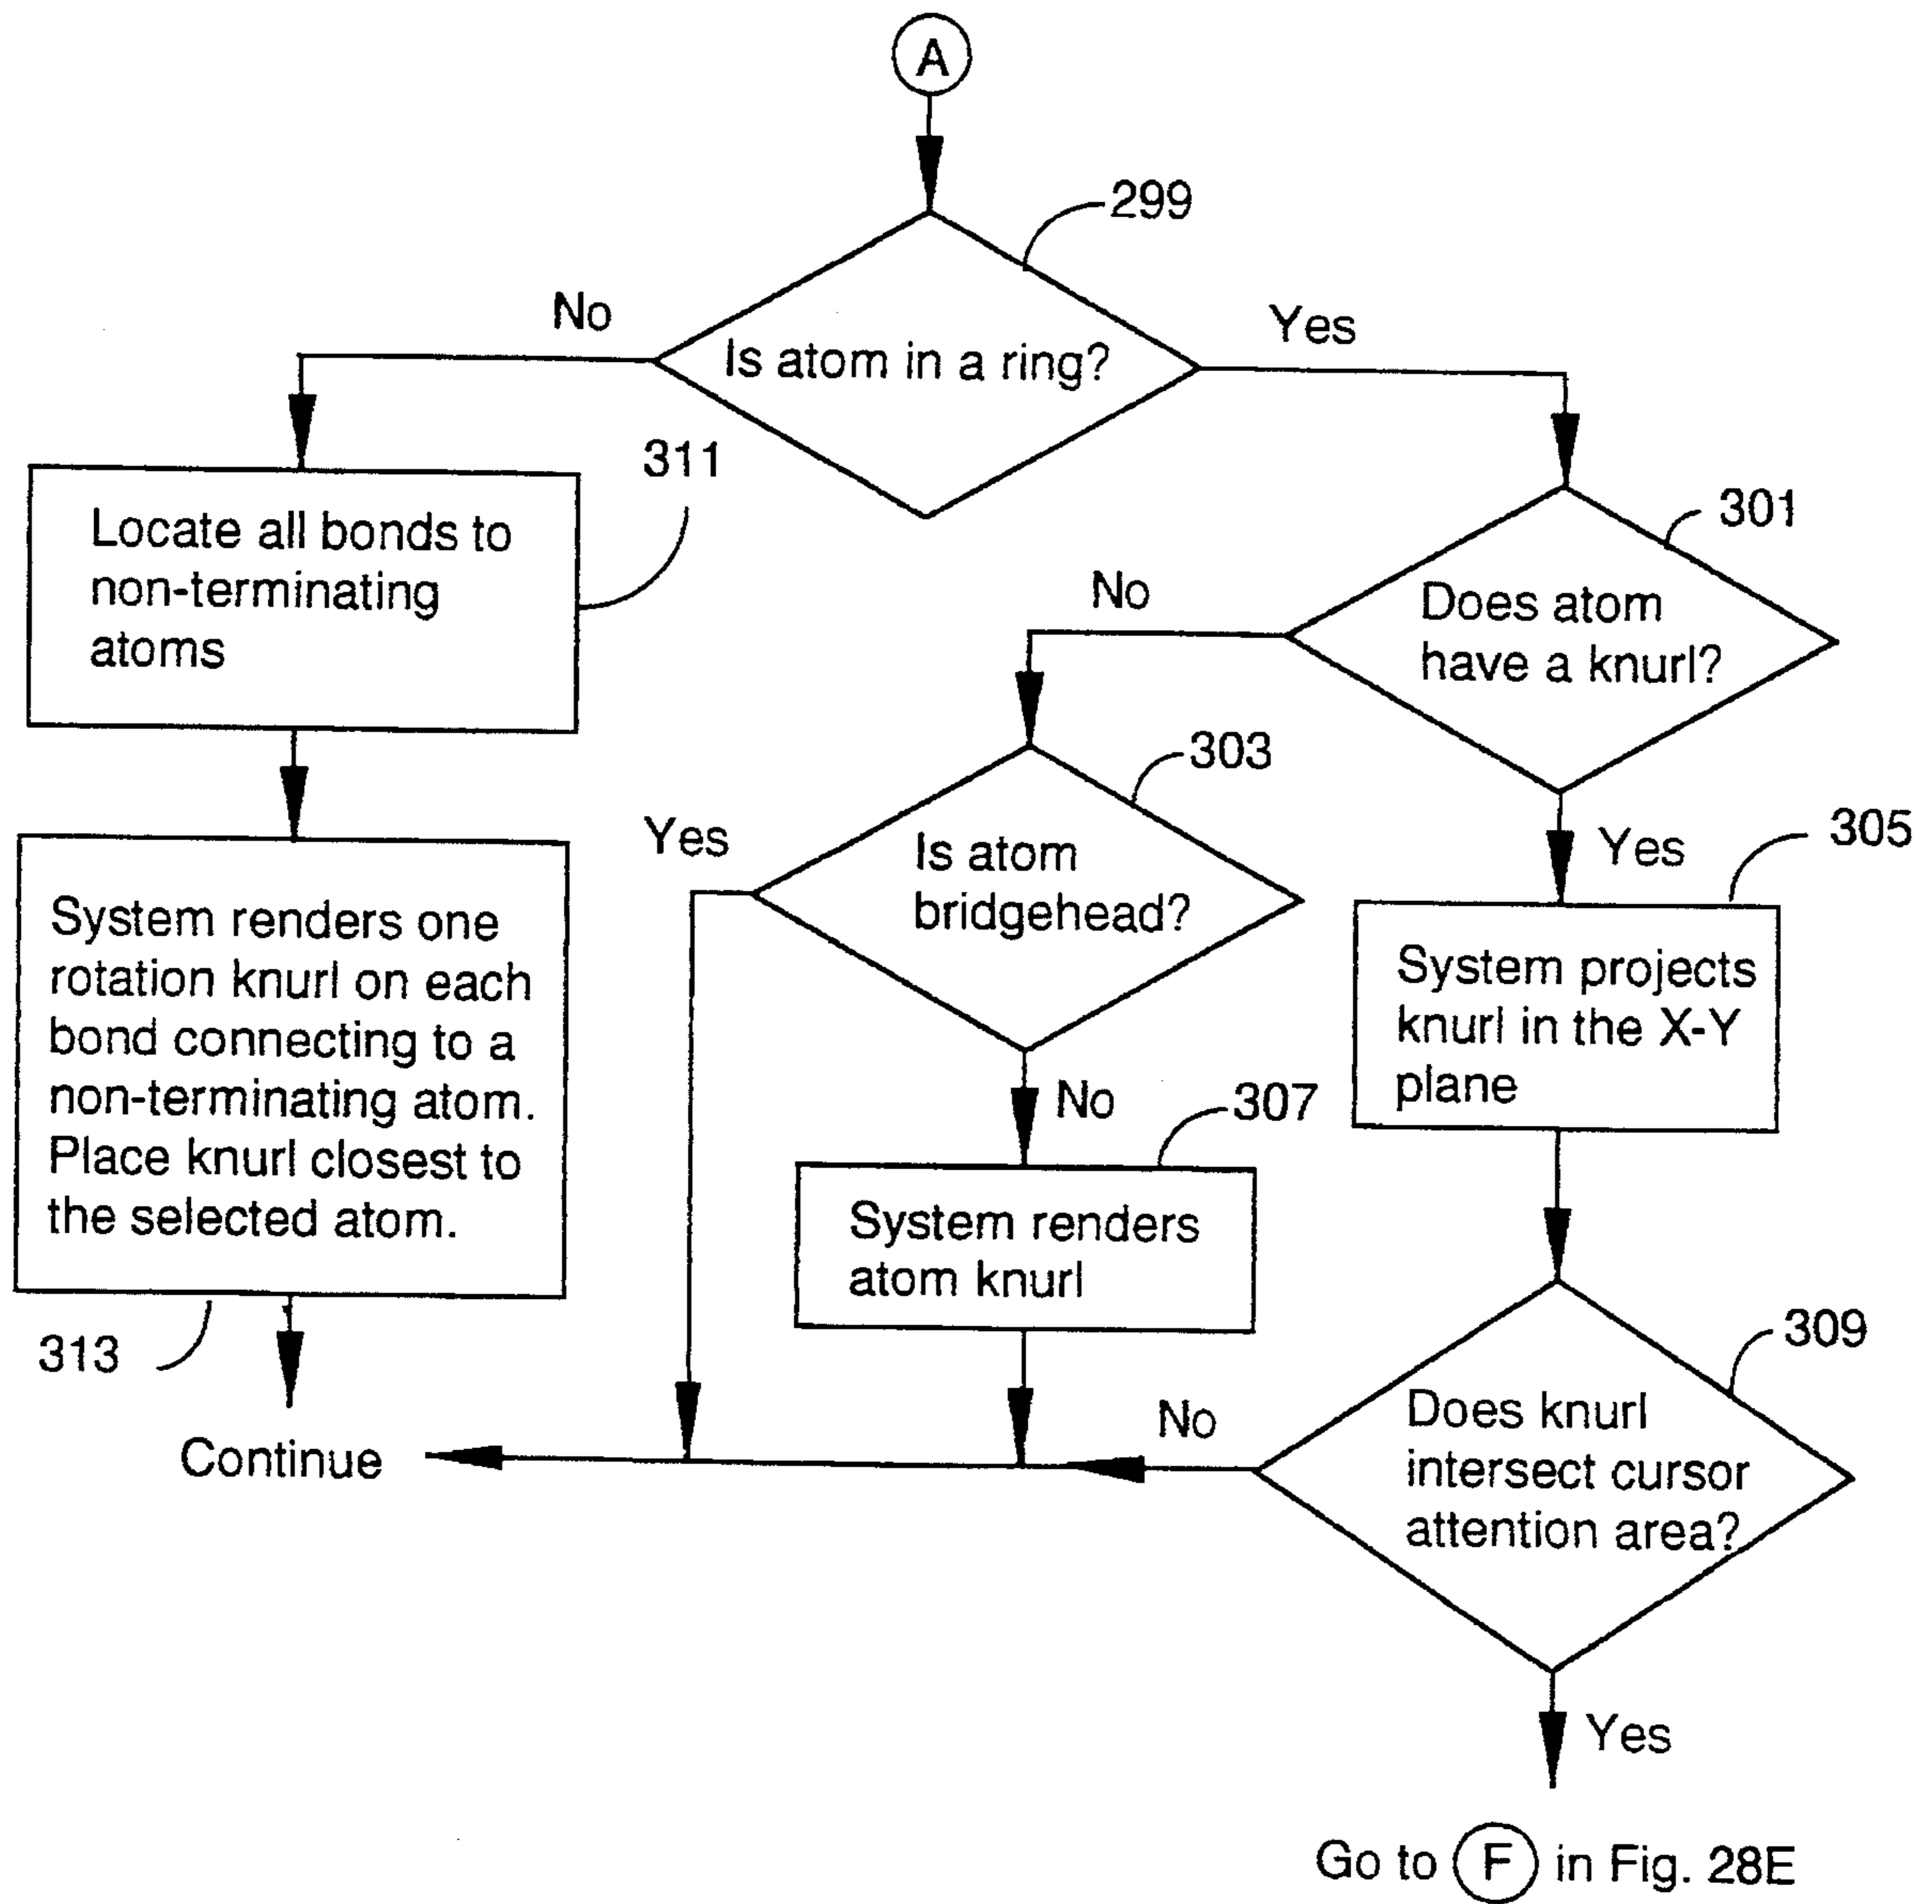 A
299
No
Yes
Is atom in a ring?
311
301
Locate all bonds to
non-terminating
atoms
No
Does atom
have a knurl?
303
Yes
Is atom
bridgehead?
Yes
305
System renders one
rotation knurl on each
bond connecting to a
non-terminating atom.
Place knurl closest to
the selected atom.
System projects
knurl in the X-Y
plane
No
307
System renders
atom knurl
313
309
No
Does knurl
intersect cursor
attention area?
Continue
Yes
Go to F in Fig. 28E